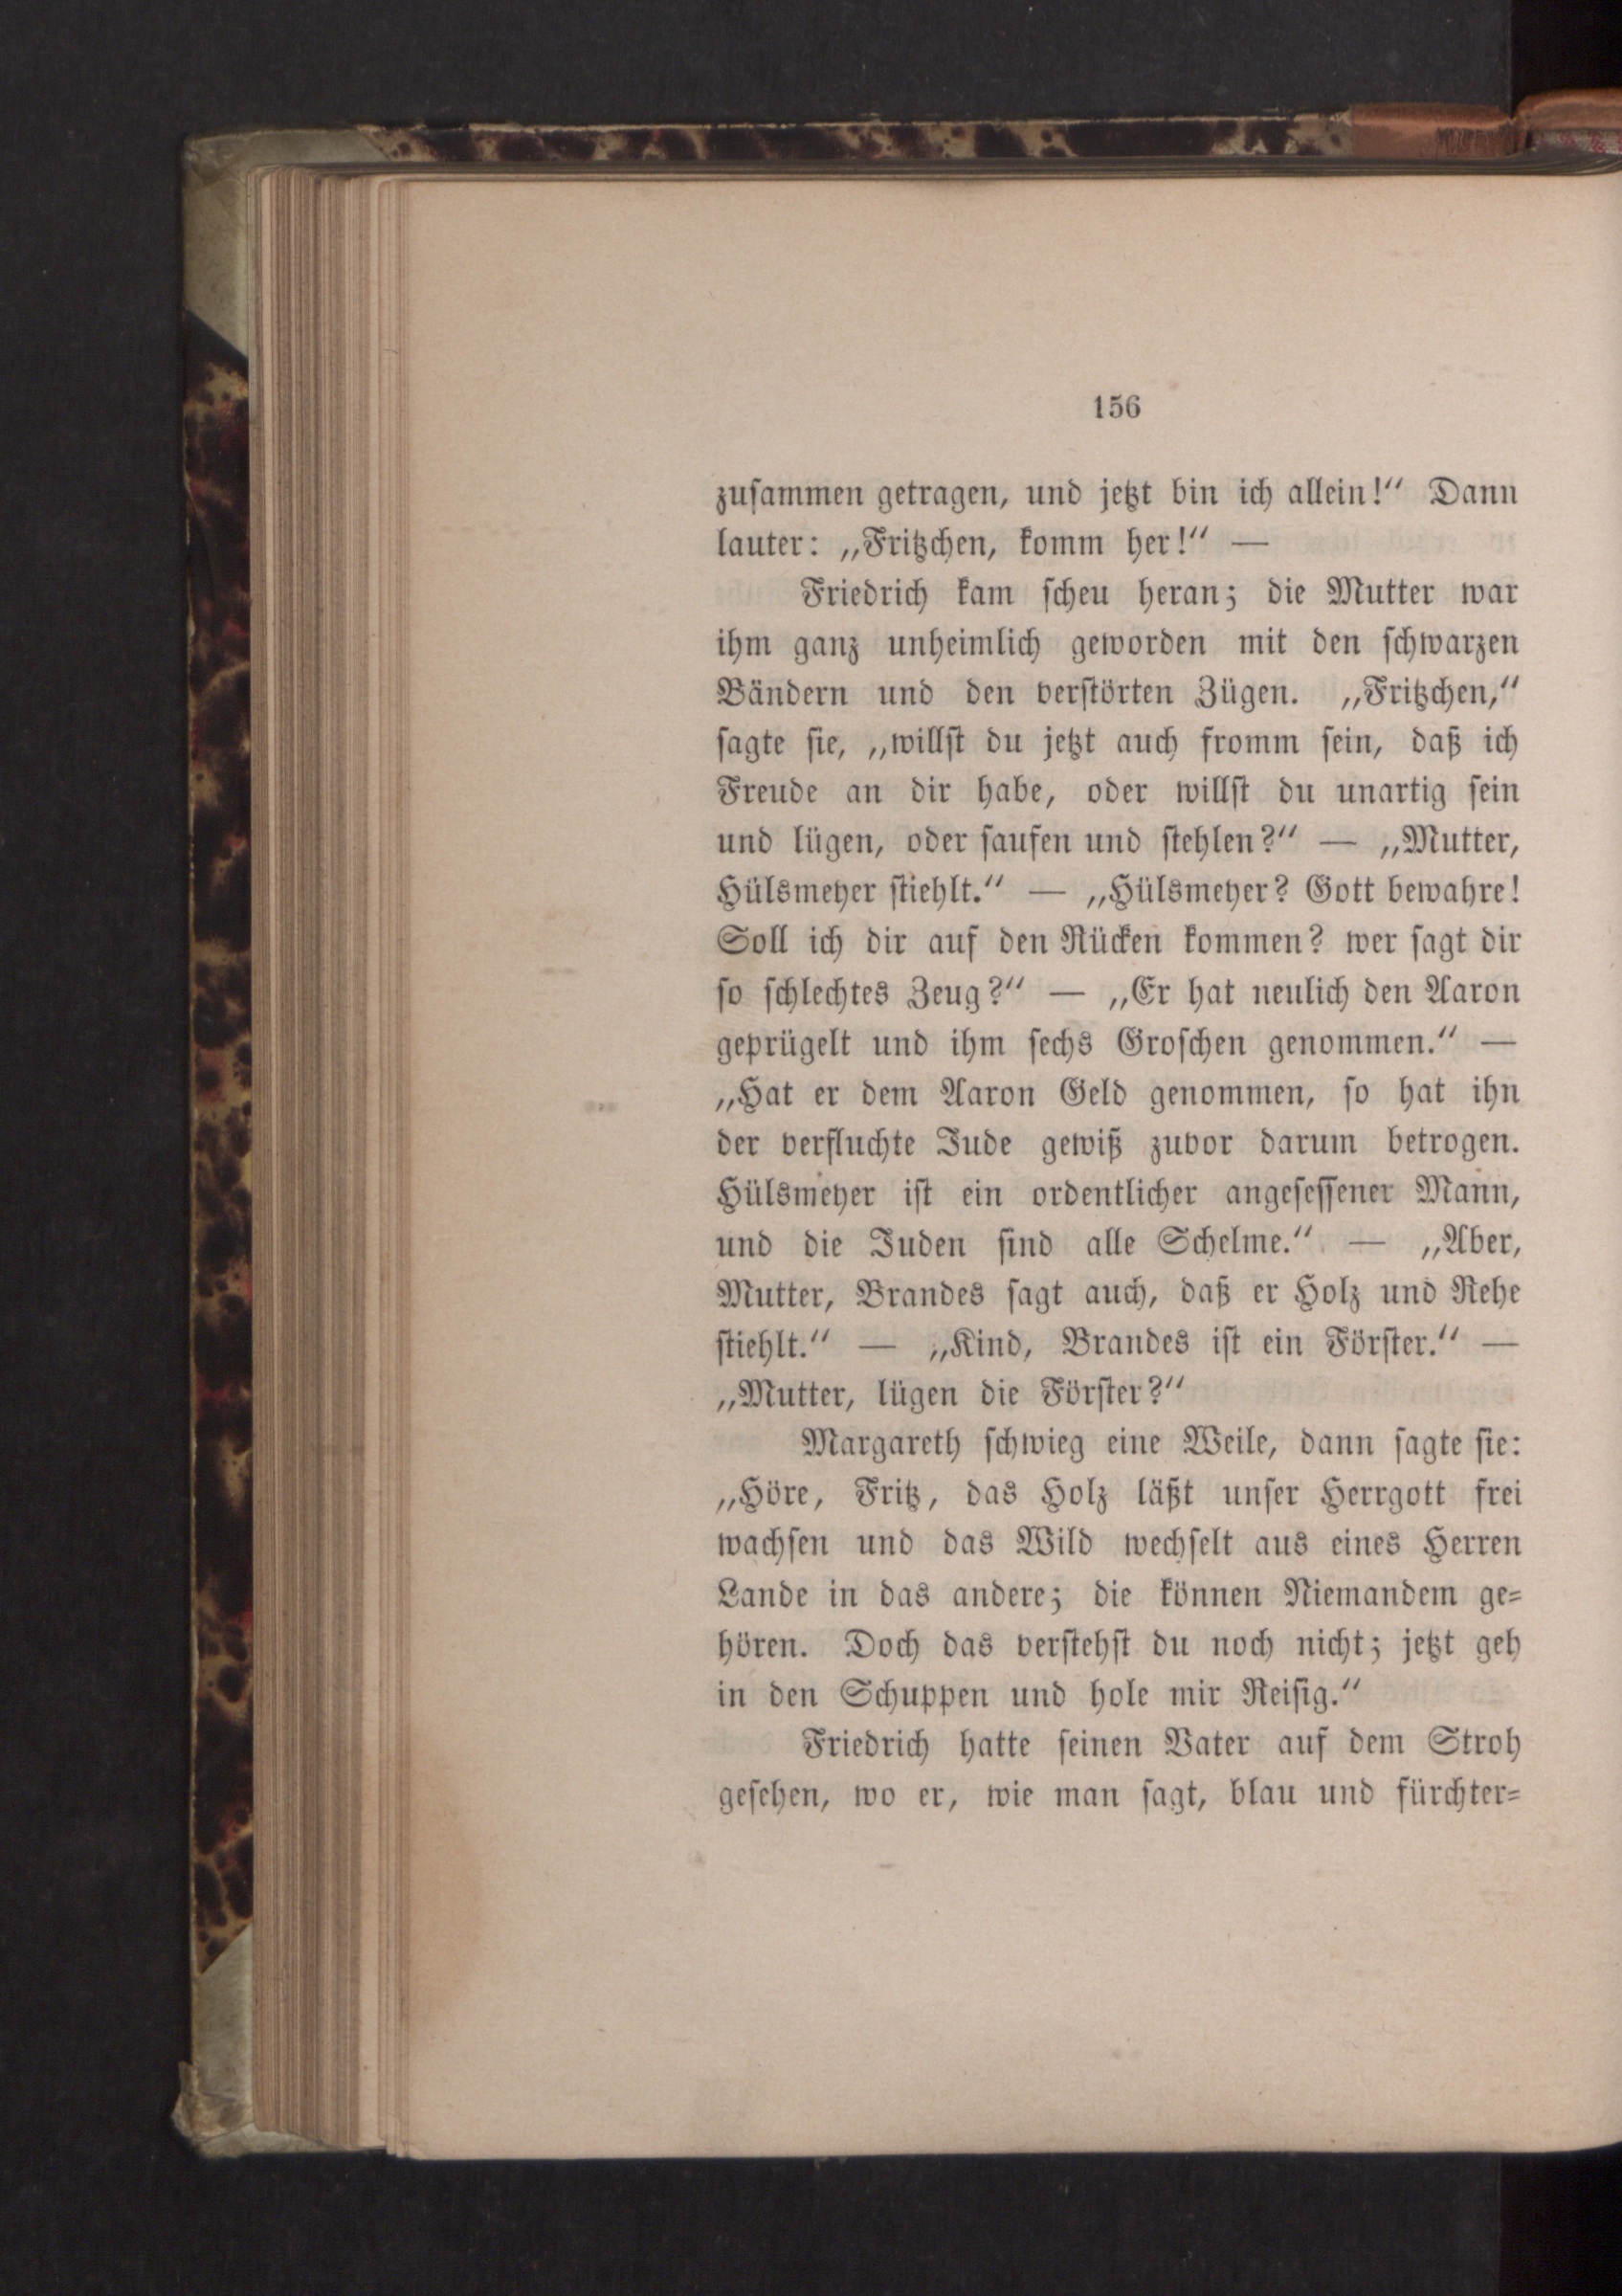 156
zuſammen getragen, und jetzt bin ich allein!“ Dann
lauter: „Fritzchen, komm her!“ —
Friedrich kam ſcheu heran; die Mutter war
ihm ganz unheimlich geworden mit den ſchwarzen
Bändern und den verſtörten Zügen. „Fritzchen,“
ſagte ſie, „willſt du jetzt auch fromm ſein, daß ich
Freude an dir habe, oder willſt du unartig ſein
und lügen, oder ſaufen und ſtehlen?“ — „Mutter,
Hülsmeyer ſtiehlt.“ — „Hülsmeyer? Gott bewahre!
Soll ich dir auf den Rücken kommen? wer ſagt dir
ſo ſchlechtes Zeug?“ — „Er hat neulich den Aaron
geprügelt und ihm ſechs Groſchen genommen.“ —
„Hat er dem Aaron Geld genommen, ſo hat ihn
der verfluchte Jude gewiß zuvor darum betrogen.
Hülsmeyer iſt ein ordentlicher angeſeſſener Mann,
und die Juden ſind alle Schelme.“ — „Aber,
Mutter, Brandes ſagt auch, daß er Holz und Rehe
ſtiehlt.“ — „Kind, Brandes iſt ein Förſter.“ —
„Mutter, lügen die Förſter?“
Margareth ſchwieg eine Weile, dann ſagte ſie:
„Höre, Fritz, das Holz läßt unſer Herrgott frei
wachſen und das Wild wechſelt aus eines Herren
Lande in das andere; die können Niemandem ge⸗
hören. Doch das verſtehſt du noch nicht; jetzt geh
in den Schuppen und hole mir Reiſig.“
Friedrich hatte ſeinen Vater auf dem Stroh
geſehen, wo er, wie man ſagt, blau und fürchter⸗